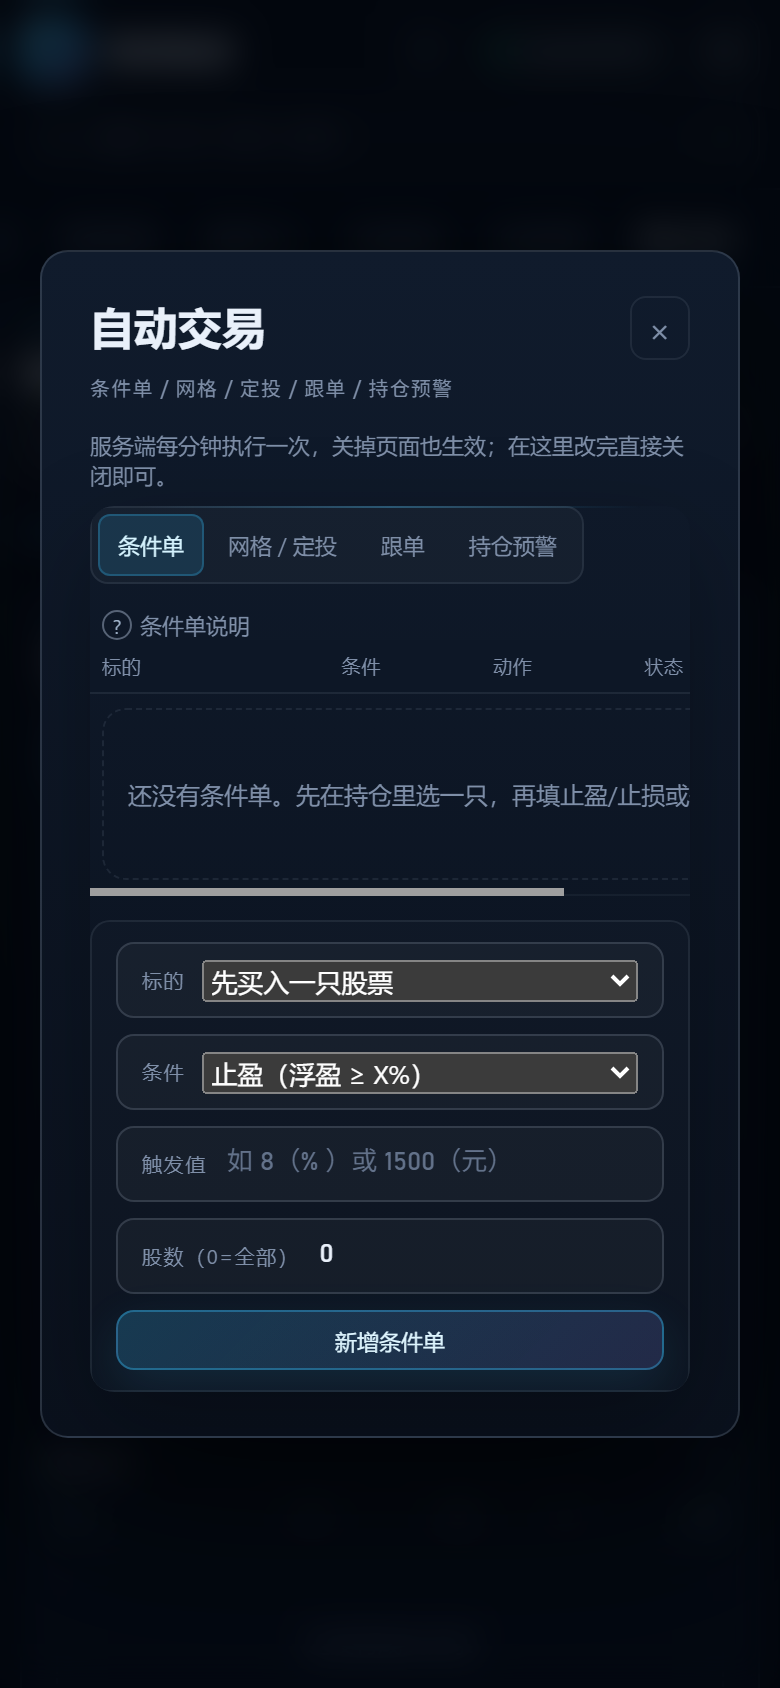 自动交易
×
条件单 / 网格 / 定投 / 跟单 / 持仓预警
服务端每分钟执行一次，关掉页面也生效；在这里改完直接关
闭即可。
条件单 网格 / 定投 跟单 持仓预警
? 条件单说明
标的 条件 动作 状态
还没有条件单。先在持仓里选一只，再填止盈/止损或
标的 先买入一只股票
条件 止盈（浮盈 ≥ X%）
触发值 如 8（%）或 1500（元）
股数（0=全部） 0
新增条件单